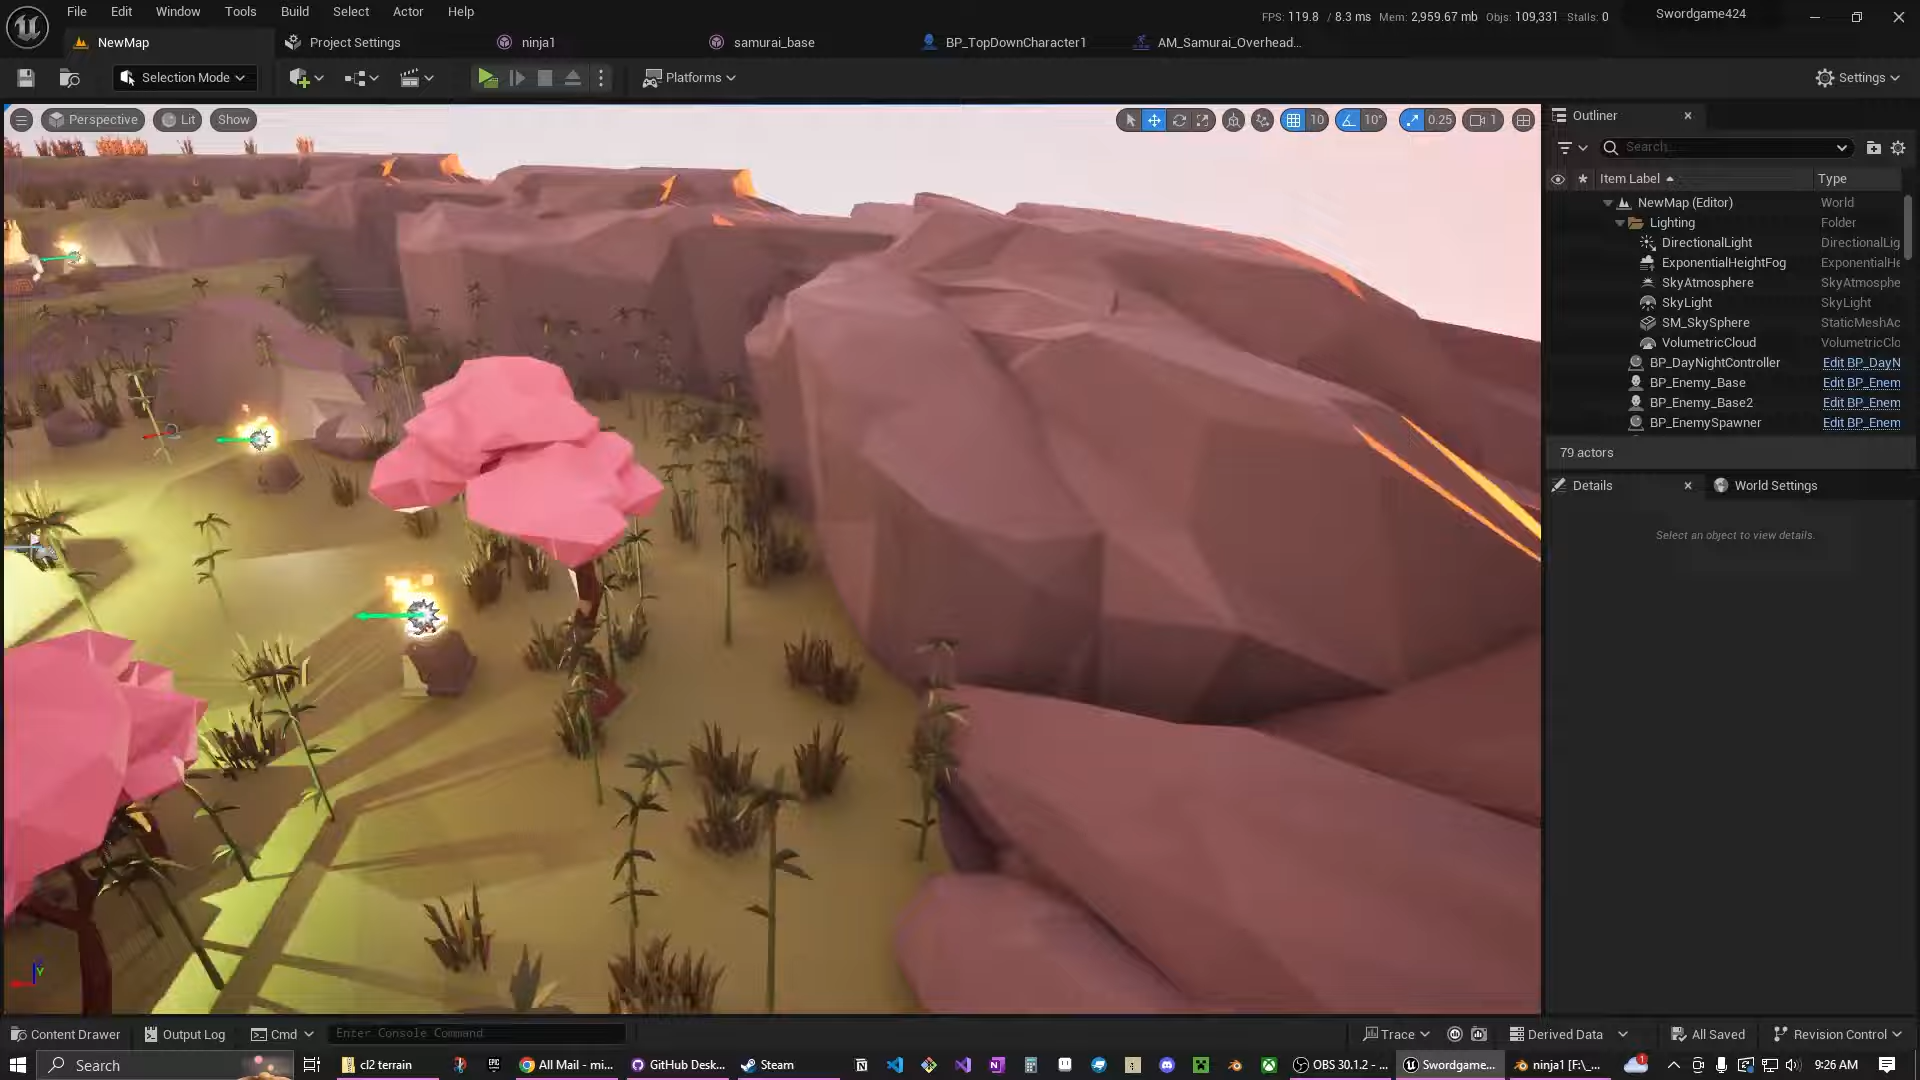 File Edit Window Tools Build Select Actor Help
FPS: 119.8 / 8.3 ms Mem: 2,959.67 mb Objs: 109,331 Stalls: 0
Swordgame424
NewMap
Project Settings
ninja1
samurai_base
BP_TopDownCharacter1
AM_Samurai_Overhead...
Selection Mode
Platforms
Settings
Perspective
Lit
Show
10
10°
0.25
1
Outliner
Search...
Item Label Type
NewMap (Editor) World
Lighting Folder
DirectionalLight DirectionalLig
ExponentialHeightFog ExponentialHe
SkyAtmosphere SkyAtmosphe
SkyLight SkyLight
SM_SkySphere StaticMeshAc
VolumetricCloud VolumetricClo
BP_DayNightController Edit BP_DayN
BP_Enemy_Base Edit BP_Enem
BP_Enemy_Base2 Edit BP_Enem
BP_EnemySpawner Edit BP_Enem
79 actors
Details
World Settings
Select an object to view details.
Y
Content Drawer
Output Log
Cmd
Enter Console Command
Trace
Derived Data
All Saved
Revision Control
Search
cl2 terrain
EPIC
All Mail - mi...
GitHub Desk...
Steam
OBS 30.1.2 - ...
Swordgame...
ninja1 [F:\_...
1
9:26 AM